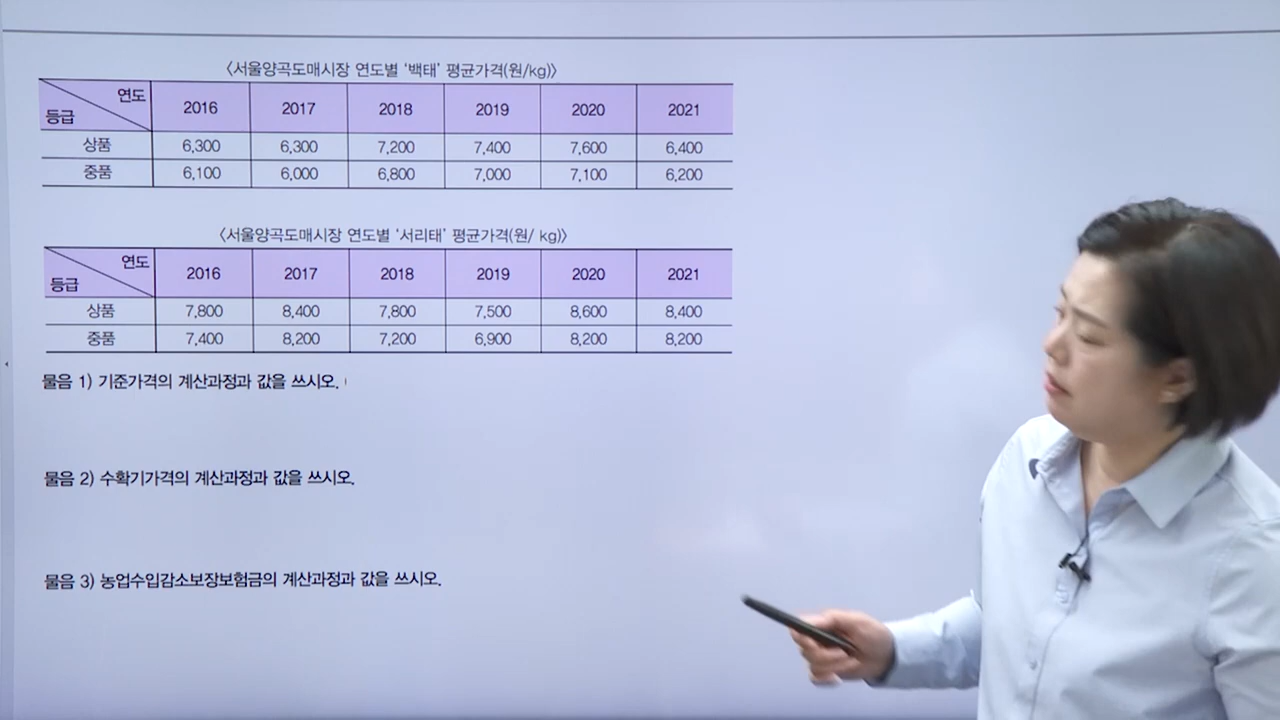 〈서울양곡도매시장 연도별 '백태' 평균가격(원/kg)〉
연도
등급 2016 2017 2018 2019 2020 2021
상품 6,300 6,300 7,200 7,400 7,600 6,400
중품 6,100 6,000 6,800 7,000 7,100 6,200
〈서울양곡도매시장 연도별 '서리태' 평균가격(원/ kg)〉
연도
등급 2016 2017 2018 2019 2020 2021
상품 7,800 8,400 7,800 7,500 8,600 8,400
중품 7,400 8,200 7,200 6,900 8,200 8,200
물음 1) 기준가격의 계산과정과 값을 쓰시오.
물음 2) 수확기가격의 계산과정과 값을 쓰시오.
물음 3) 농업수입감소보장보험금의 계산과정과 값을 쓰시오.